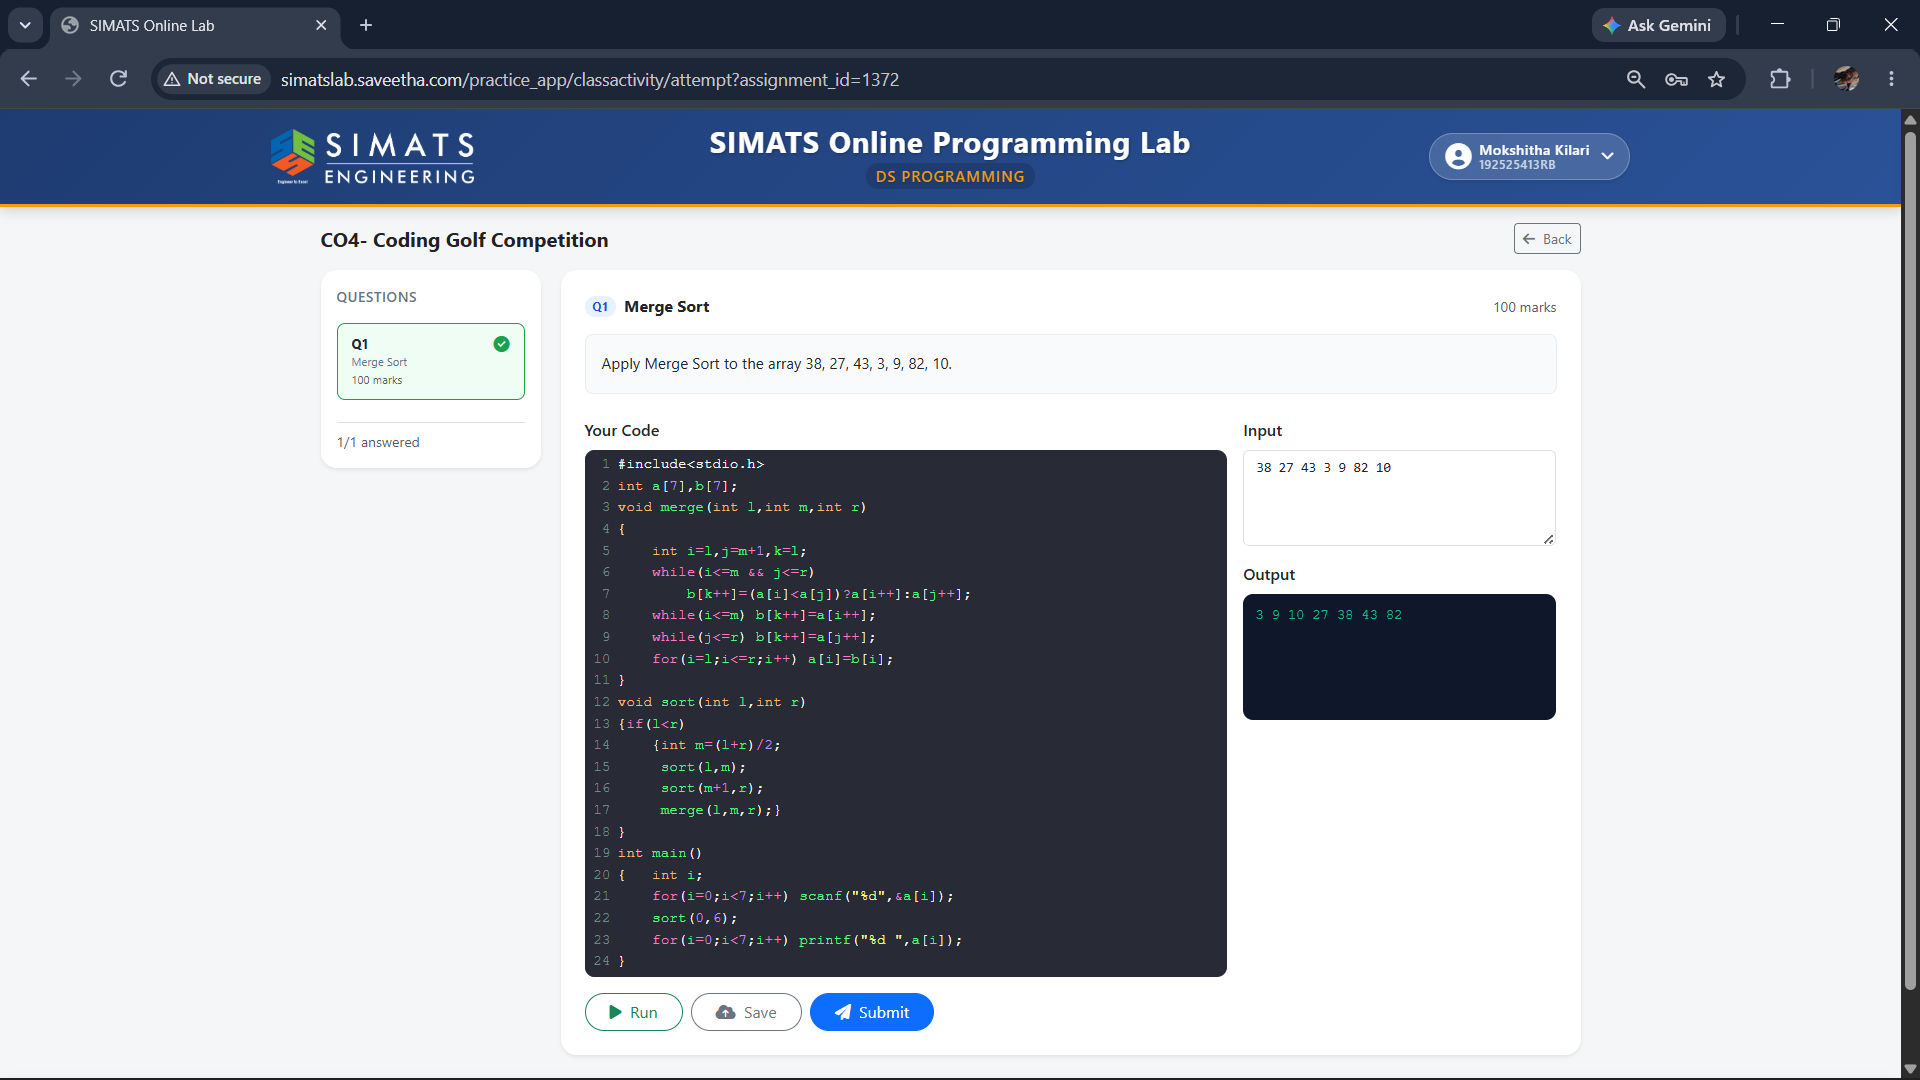 SIMATS Online Lab
Ask Gemini
Not secure
simatslab.saveetha.com/practice_app/classactivity/attempt?assignment_id=1372
SIMATS
ENGINEERING
SIMATS Online Programming Lab
DS PROGRAMMING
Mokshitha Kilari
192525413RB
CO4- Coding Golf Competition
Back
QUESTIONS
Q1
Merge Sort
100 marks
1/1 answered
Q1 Merge Sort
100 marks
Apply Merge Sort to the array 38, 27, 43, 3, 9, 82, 10.
Your Code
1 #include<stdio.h>
2 int a[7],b[7];
3 void merge(int l,int m,int r)
4 {
5     int i=l,j=m+1,k=l;
6     while(i<=m && j<=r)
7         b[k++]=(a[i]<a[j])?a[i++]:a[j++];
8     while(i<=m) b[k++]=a[i++];
9     while(j<=r) b[k++]=a[j++];
10     for(i=l;i<=r;i++) a[i]=b[i];
11 }
12 void sort(int l,int r)
13 {if(l<r)
14     {int m=(l+r)/2;
15      sort(l,m);
16      sort(m+1,r);
17      merge(l,m,r);}
18 }
19 int main()
20 {   int i;
21     for(i=0;i<7;i++) scanf("%d",&a[i]);
22     sort(0,6);
23     for(i=0;i<7;i++) printf("%d ",a[i]);
24 }
Input
38 27 43 3 9 82 10
Output
3 9 10 27 38 43 82
Run
Save
Submit